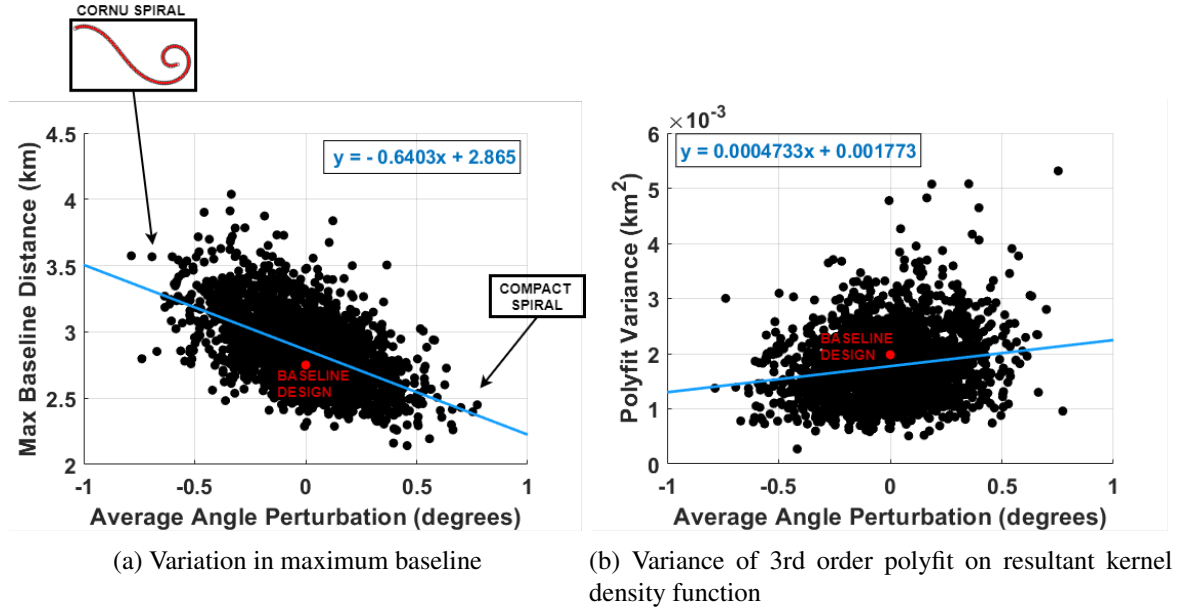 CORNU SPIRAL
4.5
4
3.5
3
2.5
2
Max Baseline Distance (km)
y = - 0.6403x + 2.865
COMPACT
SPIRAL
BASELINE
DESIGN
-1
-0.5
0
0.5
1
Average Angle Perturbation (degrees)
(a) Variation in maximum baseline
×10⁻³
6
5
4
3
2
1
0
Polyfit Variance (km²)
y = 0.0004733x + 0.001773
BASELINE
DESIGN
-1
-0.5
0
0.5
1
Average Angle Perturbation (degrees)
(b) Variance of 3rd order polyfit on resultant kernel
density function